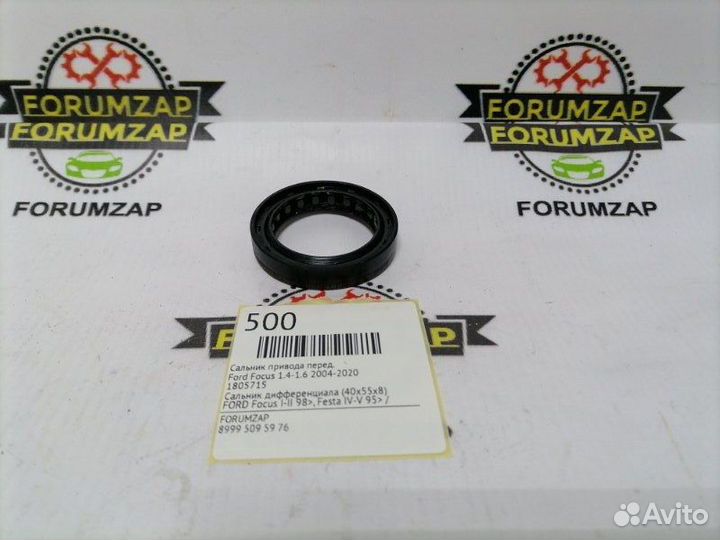 FORUMZAP
FORUMZAP
FORUMZAP
FORUMZAP
FORUMZAP
FORUMZAP
500
Сальник привода перед.
Ford Focus 1.4-1.6 2004-2020
1805715
Сальник дифференциала (40x55x8)
FORD Focus I-II 98>, Festa IV-V 95> /
FORUMZAP
8999 509 59 76
Avito